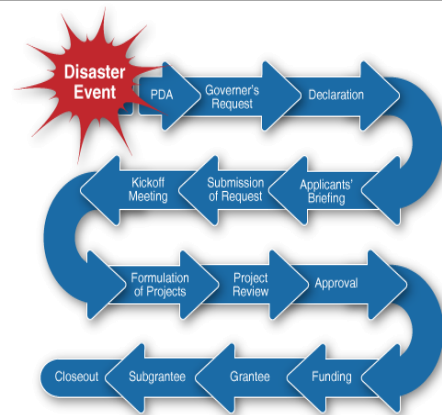 Disaster
Event
PDA
Governer's
Request
Declaration
Applicants'
Briefing
Submission
of Request
Kickoff
Meeting
Formulation
of Projects
Project
Review
Approval
Funding
Grantee
Subgrantee
Closeout